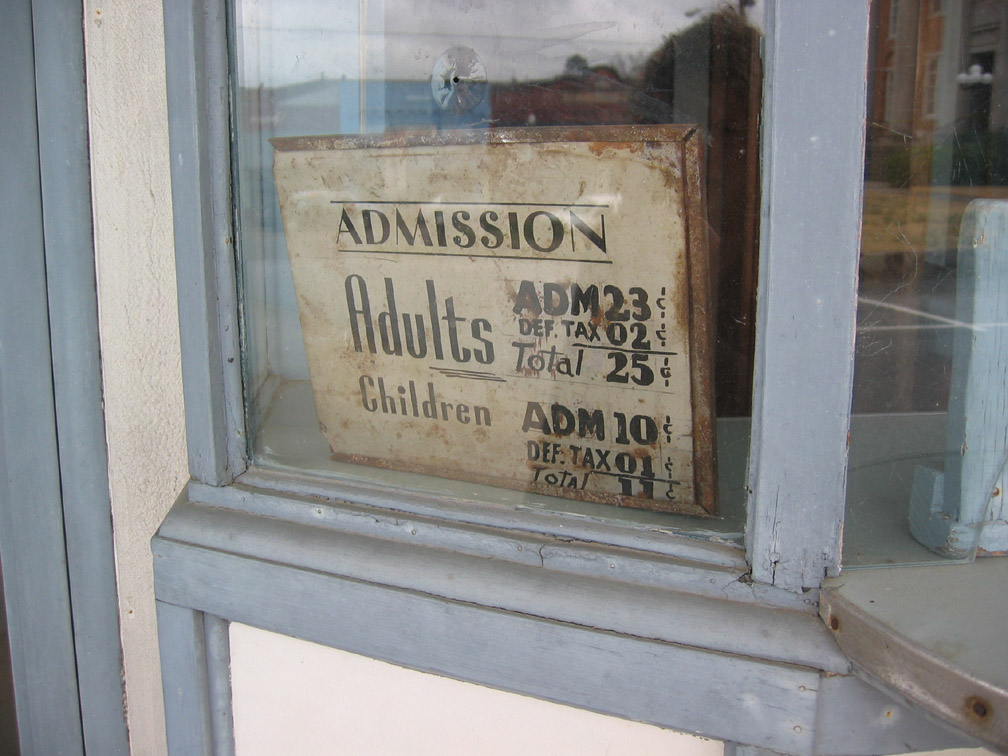 ADMISSION
Adults ADM 23¢
DEF. TAX 02¢
Total 25¢
Children ADM 10¢
DEF. TAX 01¢
Total 11¢